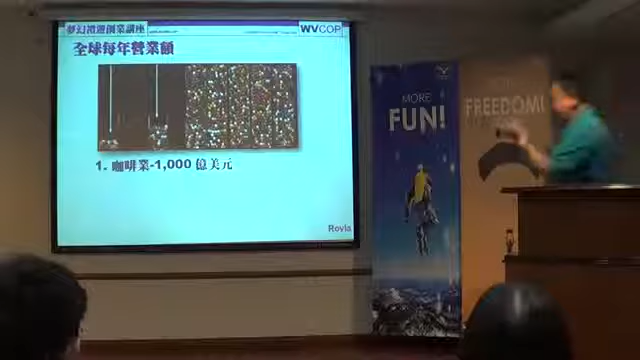 夢幻禮遊創業講座
WVCOP
全球每年營業額
1. 咖啡業-1,000 億美元
Rovia
MORE
FUN!
FREEDOM!